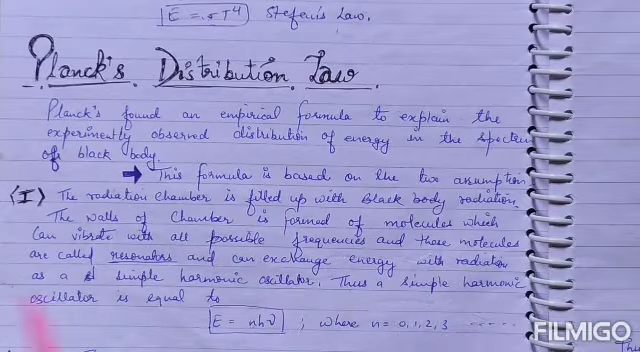 E = σT⁴ Stefen's Law.
Planck's Distribution Law.
Planck's found an empirical formula to explain the
experimently observed distribution of energy in the
of black body.
➡ This formula is based on the two assumption
(I) The radiation chamber is filled up with Black body radiation.
The walls of chamber is formed of molecules which
can vibrate with all possible frequencies and these molecules
are called resonators and can exchange energy with radiation
as a simple harmonic oscillator. Thus a simple harmonic
oscillator is equal to
E = nhν ; where n = 0, 1, 2, 3 ......
FILMIGO